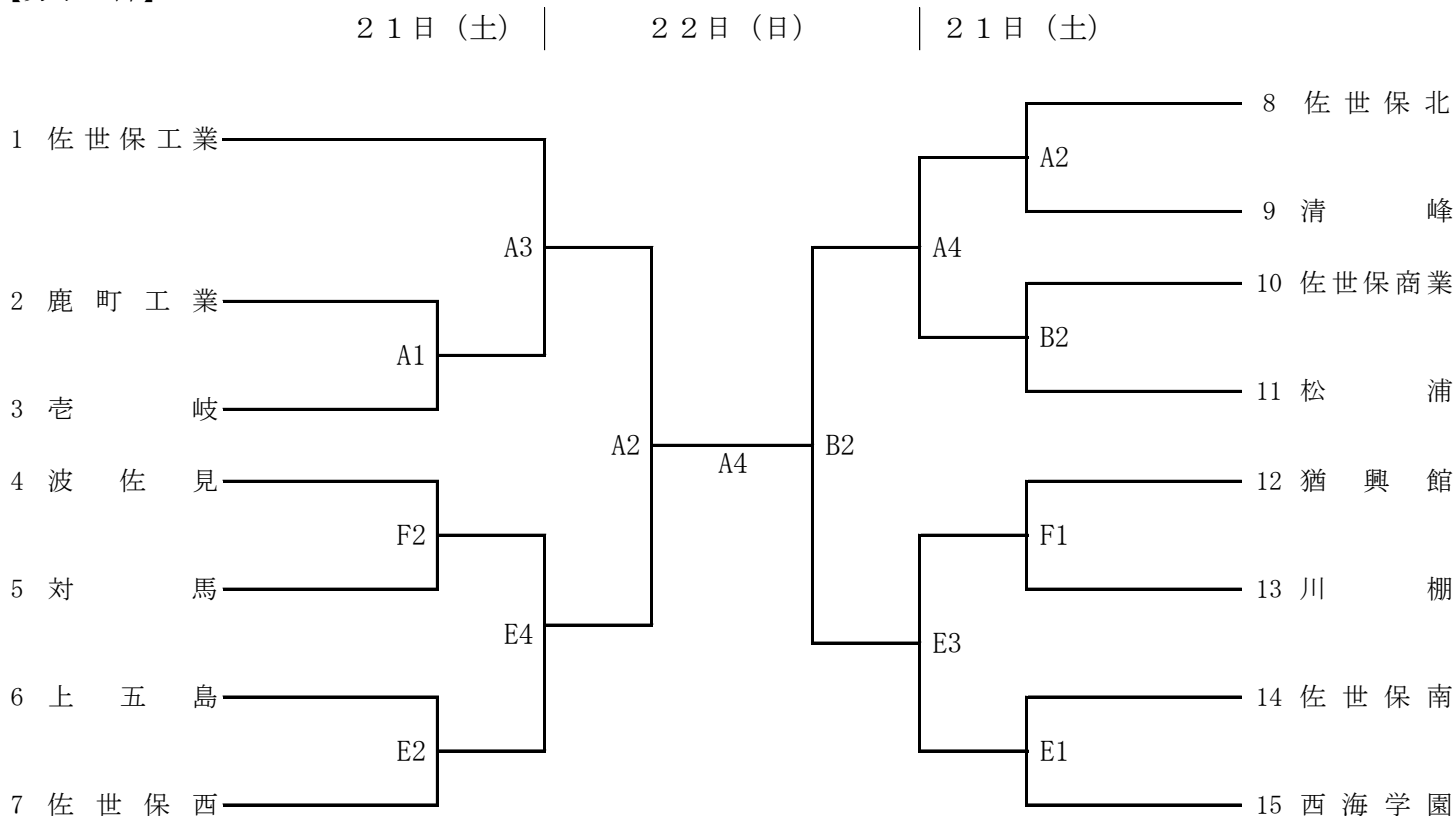 ２１日（土） ２２日（日） ２１日（土）
1 佐世保工業
2 鹿町工業
3 壱岐
4 波佐見
5 対馬
6 上五島
7 佐世保西
A3
A1
F2
E4
E2
A2
A4
B2
A4
A2
B2
E3
F1
E1
8 佐世保北
9 清峰
10 佐世保商業
11 松浦
12 猶興館
13 川棚
14 佐世保南
15 西海学園